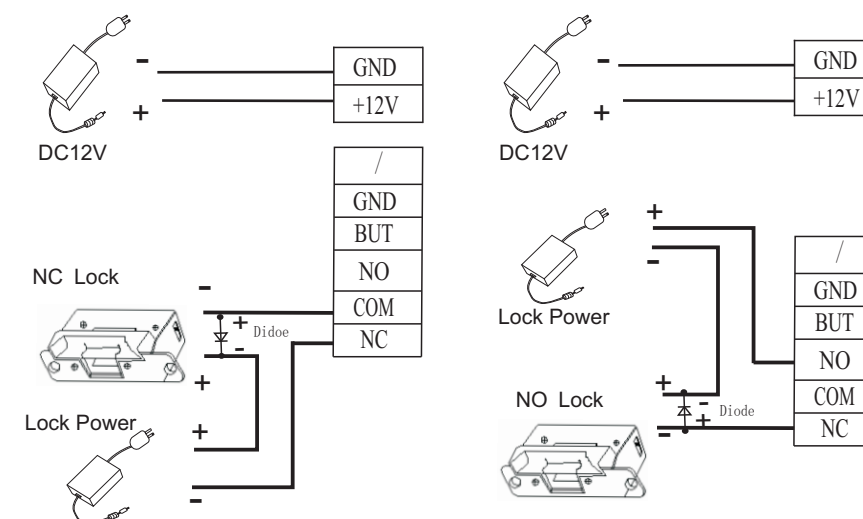 -
+
DC12V
GND
+12V
/
GND
BUT
NO
COM
NC
NC Lock
-
+
Didoe
-
+
Lock Power
+
-
-
+
DC12V
GND
+12V
+
-
Lock Power
/
GND
BUT
NO
COM
NC
NO Lock
+
-
Diode
+
-